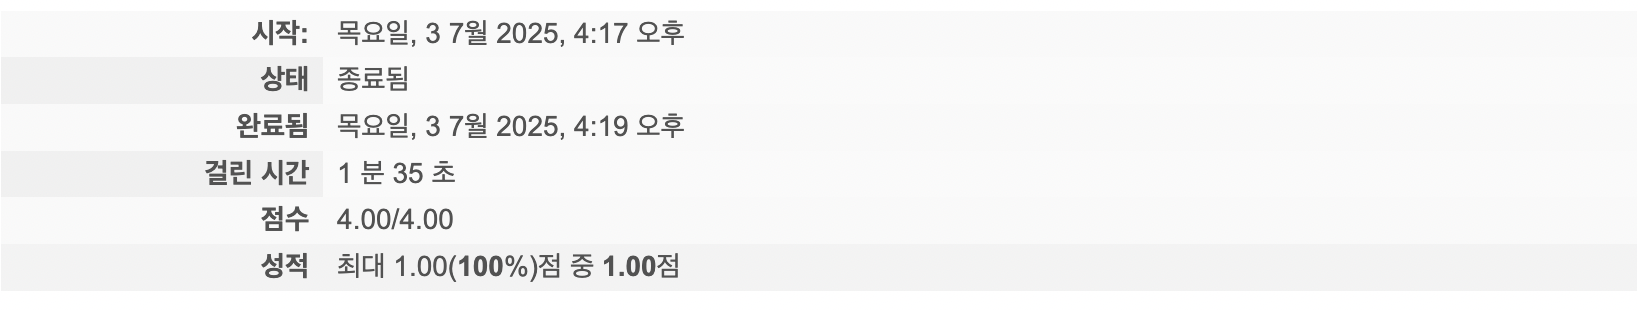 시작: 목요일, 3 7월 2025, 4:17 오후
상태 종료됨
완료됨 목요일, 3 7월 2025, 4:19 오후
걸린 시간 1 분 35 초
점수 4.00/4.00
성적 최대 1.00(100%)점 중 1.00점